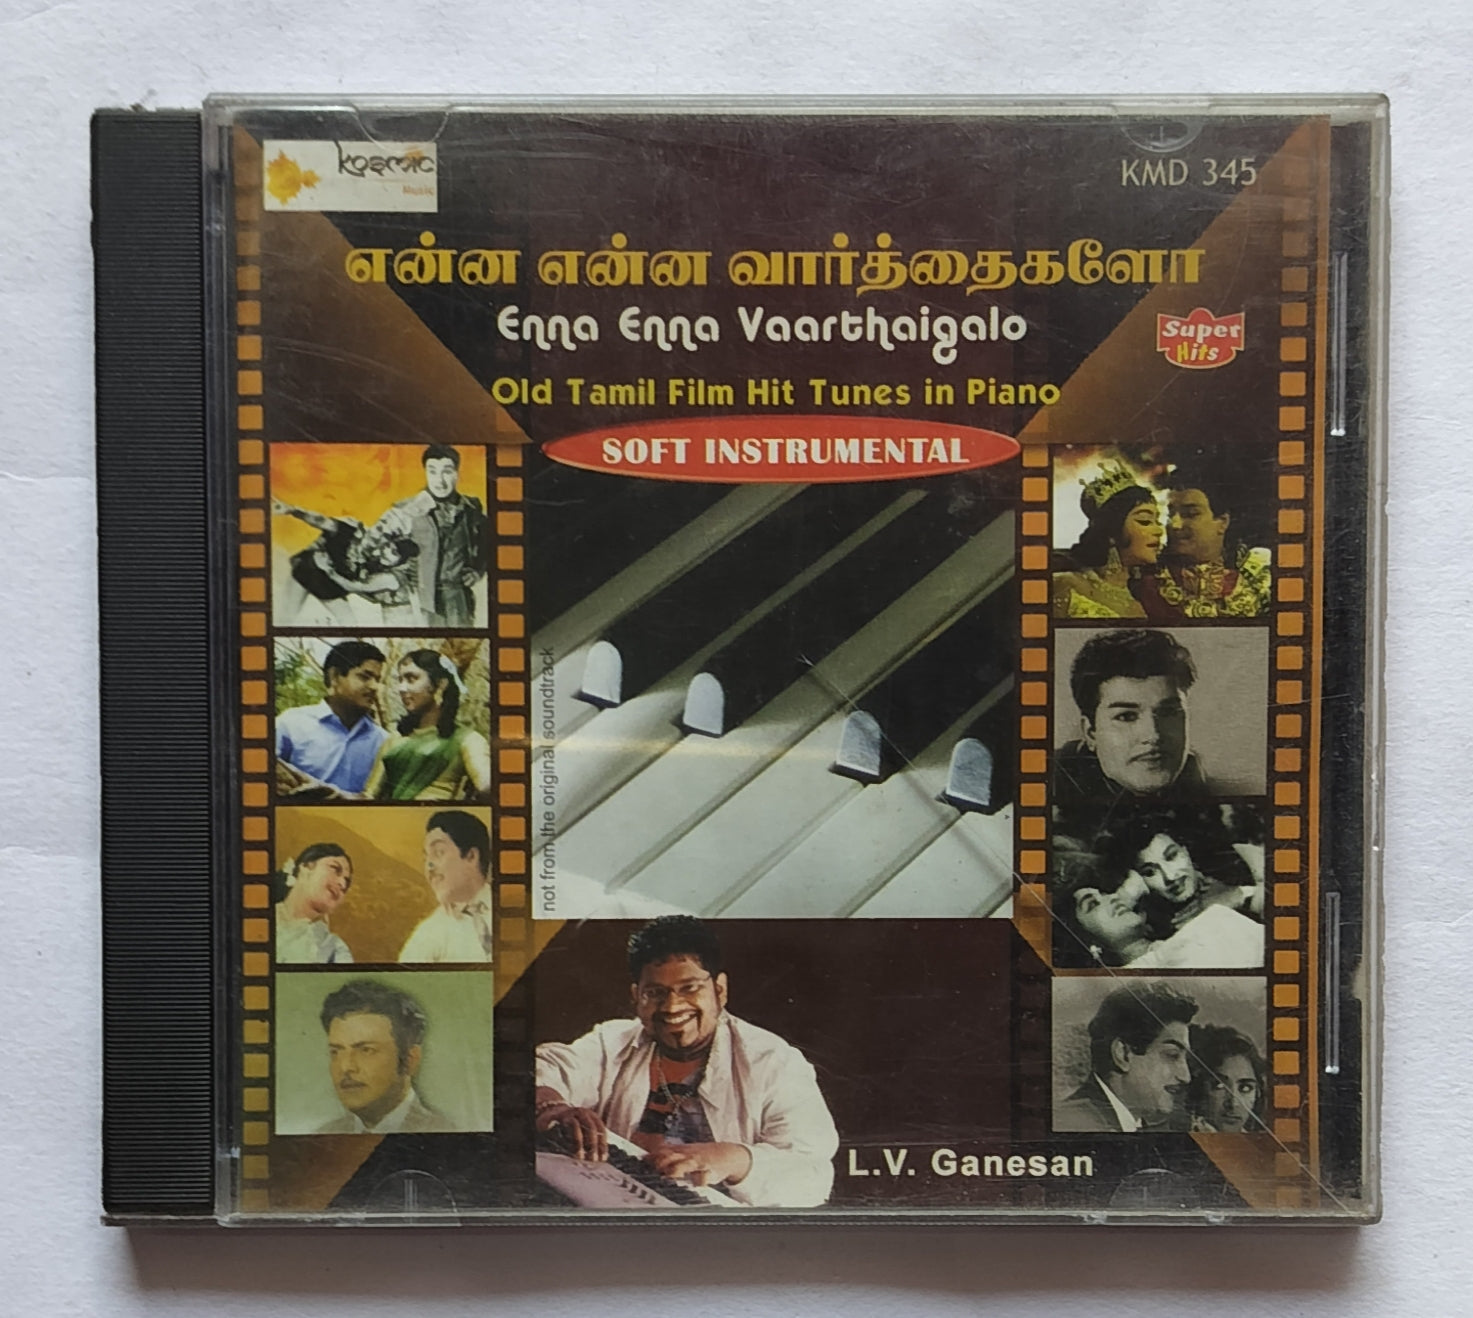 Kosmic
Music
KMD 345
என்ன என்ன வார்த்தைகளோ
Enna Enna Vaarthaigalo
Super
Hits
Old Tamil Film Hit Tunes in Piano
SOFT INSTRUMENTAL
not from the original soundtrack
L.V. Ganesan